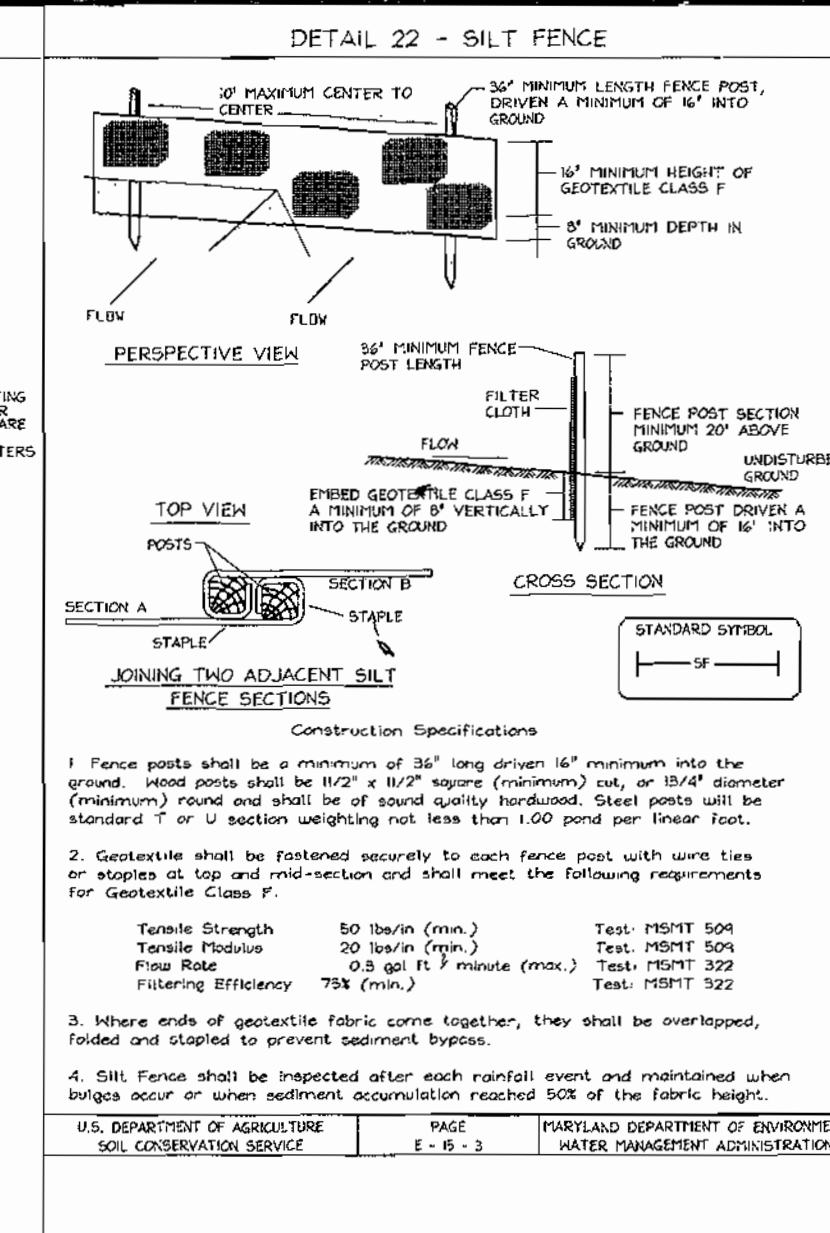 DETAIL 22 - SILT FENCE
10' MAXIMUM CENTER TO
CENTER
36" MINIMUM LENGTH FENCE POST,
DRIVEN A MINIMUM OF 16" INTO
GROUND
16" MINIMUM HEIGHT OF
GEOTEXTILE CLASS F
8" MINIMUM DEPTH IN
GROUND
FLOW
FLOW
PERSPECTIVE VIEW
36" MINIMUM FENCE
POST LENGTH
FILTER
CLOTH
FLOW
FENCE POST SECTION
MINIMUM 20" ABOVE
GROUND
UNDISTURBE
GROUND
EMBED GEOTEXTILE CLASS F
A MINIMUM OF 8" VERTICALLY
INTO THE GROUND
FENCE POST DRIVEN A
MINIMUM OF 16" INTO
THE GROUND
CROSS SECTION
TING
R
ARE
TERS
TOP VIEW
POSTS
SECTION B
SECTION A
STAPLE
STAPLE
JOINING TWO ADJACENT SILT
FENCE SECTIONS
STANDARD SYMBOL
SF
Construction Specifications
1 Fence posts shall be a minimum of 36" long driven 16" minimum into the
ground. Wood posts shall be 11/2" x 11/2" square (minimum) cut, or 13/4" diameter
(minimum) round and shall be of sound quality hardwood. Steel posts will be
standard T or U section weighting not less than 1.00 pond per linear foot.
2. Geotextile shall be fastened securely to each fence post with wire ties
or staples at top and mid-section and shall meet the following requirements
for Geotextile Class F.
Tensile Strength 50 lbs/in (min.) Test: MSMT 509
Tensile Modulus 20 lbs/in (min.) Test: MSMT 509
Flow Rate 0.3 gal ft / minute (max.) Test: MSMT 322
Filtering Efficiency 75% (min.) Test: MSMT 322
3. Where ends of geotextile fabric come together, they shall be overlapped,
folded and stapled to prevent sediment bypass.
4. Silt Fence shall be inspected after each rainfall event and maintained when
bulges occur or when sediment accumulation reached 50% of the fabric height.
U.S. DEPARTMENT OF AGRICULTURE
SOIL CONSERVATION SERVICE
PAGE
E - 15 - 3
MARYLAND DEPARTMENT OF ENVIRONME
WATER MANAGEMENT ADMINISTRATION